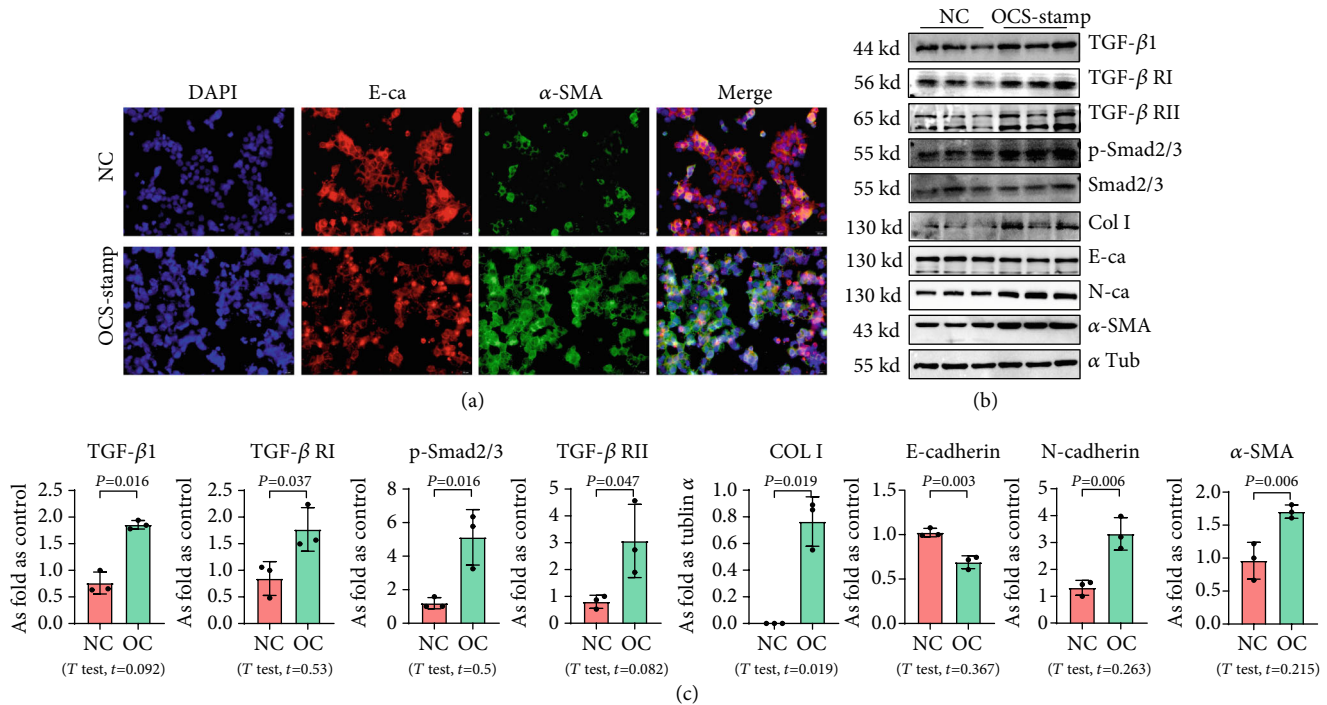 DAPI E-ca α-SMA Merge
NC
OCS-stamp
(a)
NC OCS-stamp
44 kd TGF-β1
56 kd TGF-β RI
65 kd TGF-β RII
55 kd p-Smad2/3
55 kd Smad2/3
130 kd Col I
130 kd E-ca
130 kd N-ca
43 kd α-SMA
55 kd α Tub
(b)
TGF-β1
P=0.016
As fold as control
2.5
2.0
1.5
1.0
0.5
0.0
NC OC
(T test, t=0.092)
TGF-β RI
P=0.037
As fold as control
2.5
2.0
1.5
1.0
0.5
0.0
NC OC
(T test, t=0.53)
p-Smad2/3
P=0.016
As fold as control
8
6
4
2
0
NC OC
(T test, t=0.5)
TGF-β RII
P=0.047
As fold as control
5
4
3
2
1
0
NC OC
(T test, t=0.082)
COL I
P=0.019
As fold as tublin α
1.0
0.8
0.6
0.4
0.2
0.0
NC OC
(T test, t=0.019)
E-cadherin
P=0.003
As fold as control
1.5
1.0
0.5
0.0
NC OC
(T test, t=0.367)
N-cadherin
P=0.006
As fold as control
5
4
3
2
1
0
NC OC
(T test, t=0.263)
α-SMA
P=0.006
As fold as control
2.0
1.5
1.0
0.5
0.0
NC OC
(T test, t=0.215)
(c)